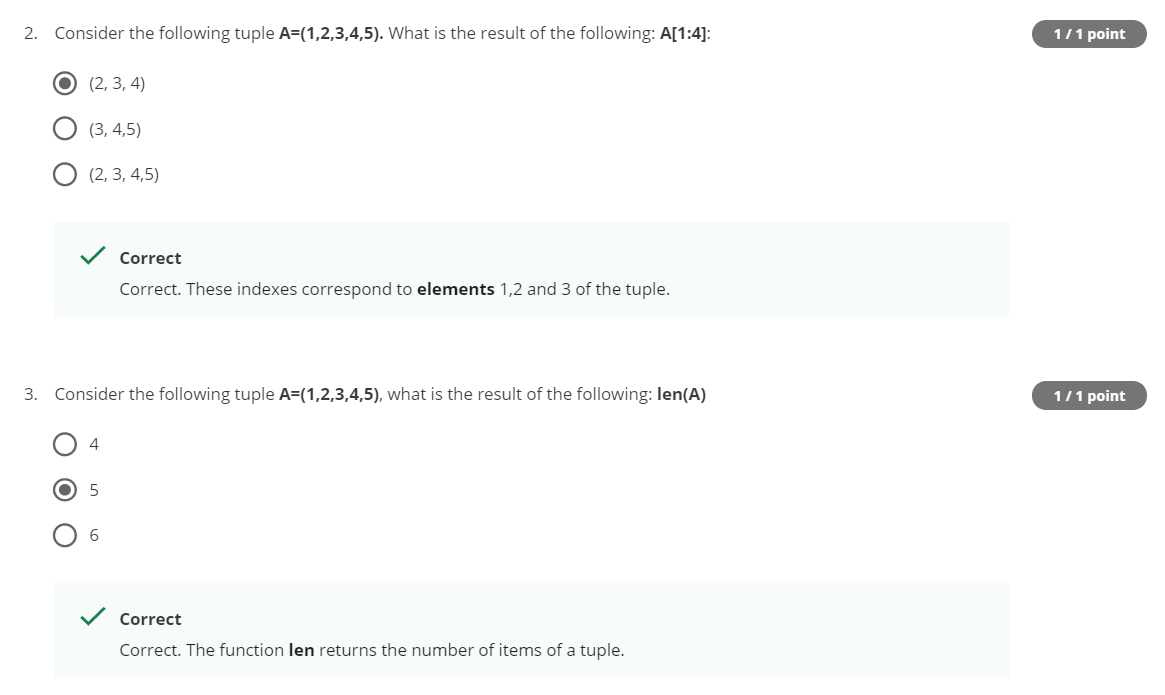 2. Consider the following tuple A=(1,2,3,4,5). What is the result of the following: A[1:4]:
1 / 1 point
(2, 3, 4)
(3, 4,5)
(2, 3, 4,5)
Correct
Correct. These indexes correspond to elements 1,2 and 3 of the tuple.
3. Consider the following tuple A=(1,2,3,4,5), what is the result of the following: len(A)
1 / 1 point
4
5
6
Correct
Correct. The function len returns the number of items of a tuple.